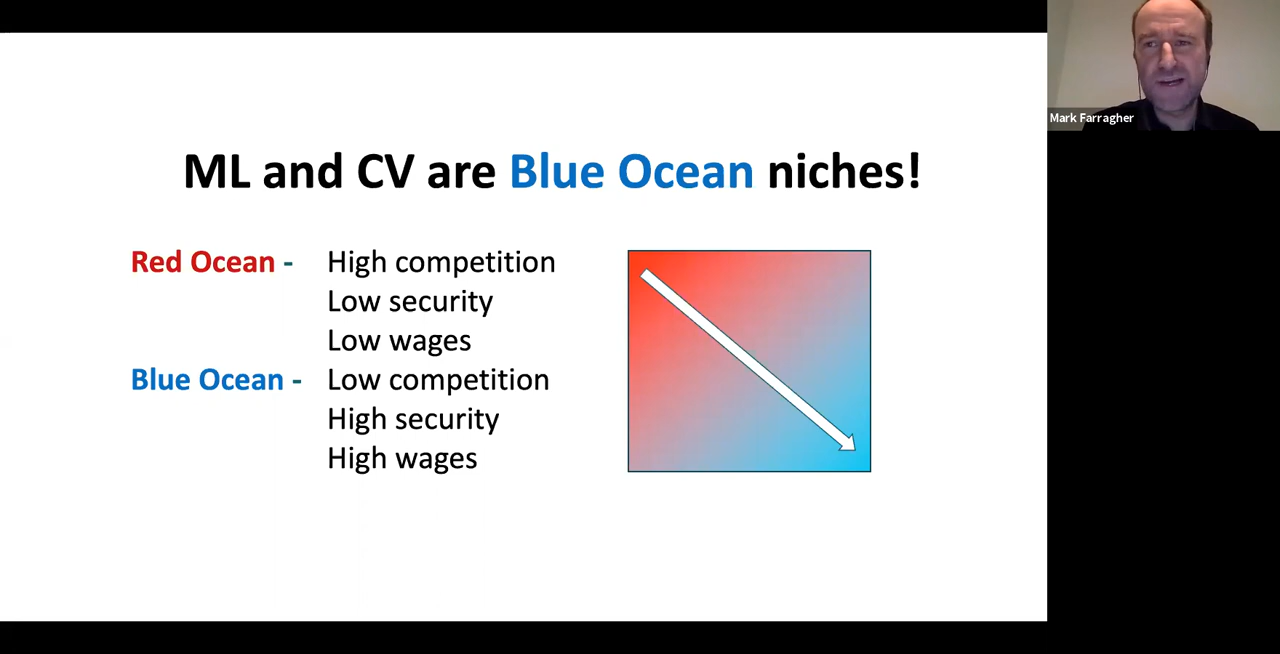 Mark Farragher
ML and CV are Blue Ocean niches!
Red Ocean - High competition
Low security
Low wages
Blue Ocean - Low competition
High security
High wages